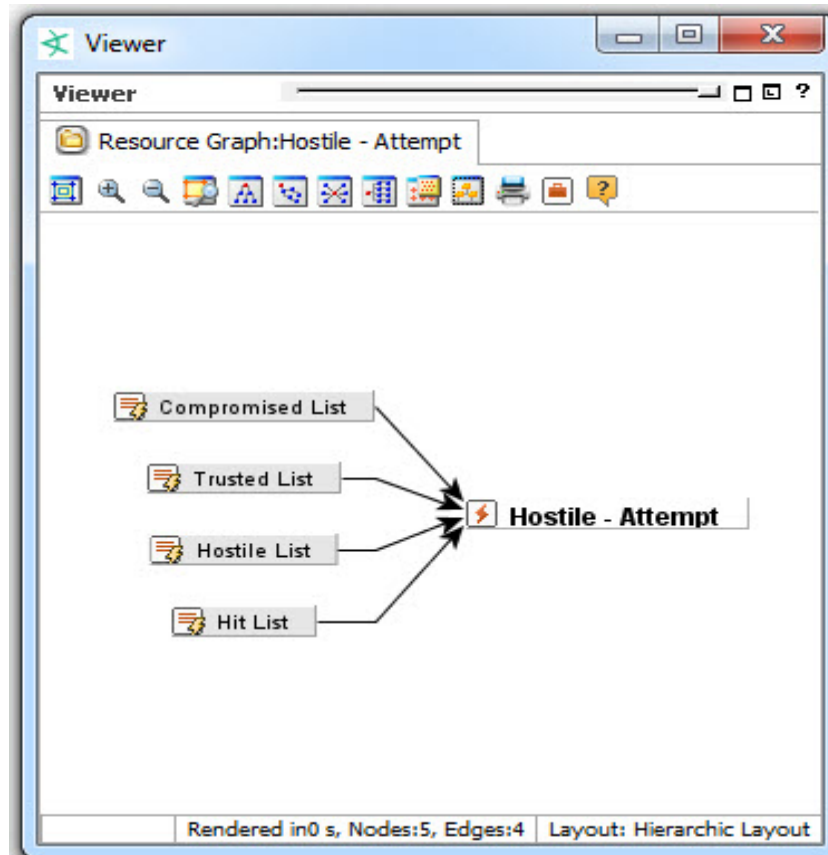 Viewer
Viewer
Resource Graph:Hostile - Attempt
Compromised List
Trusted List
Hostile - Attempt
Hostile List
Hit List
Rendered in0 s, Nodes:5, Edges:4 Layout: Hierarchic Layout